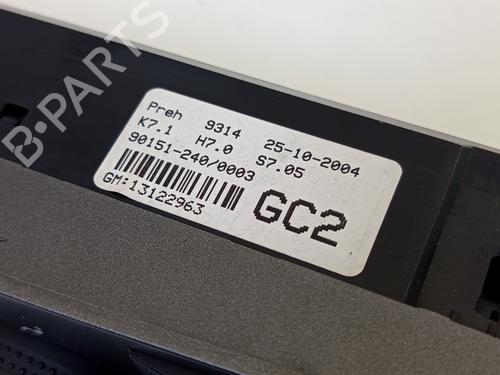 Preh 9314 25-10-2004
K7.1 H7.0 S7.05
90151-240/0003
GM:13122963 GC2
B-PARTS